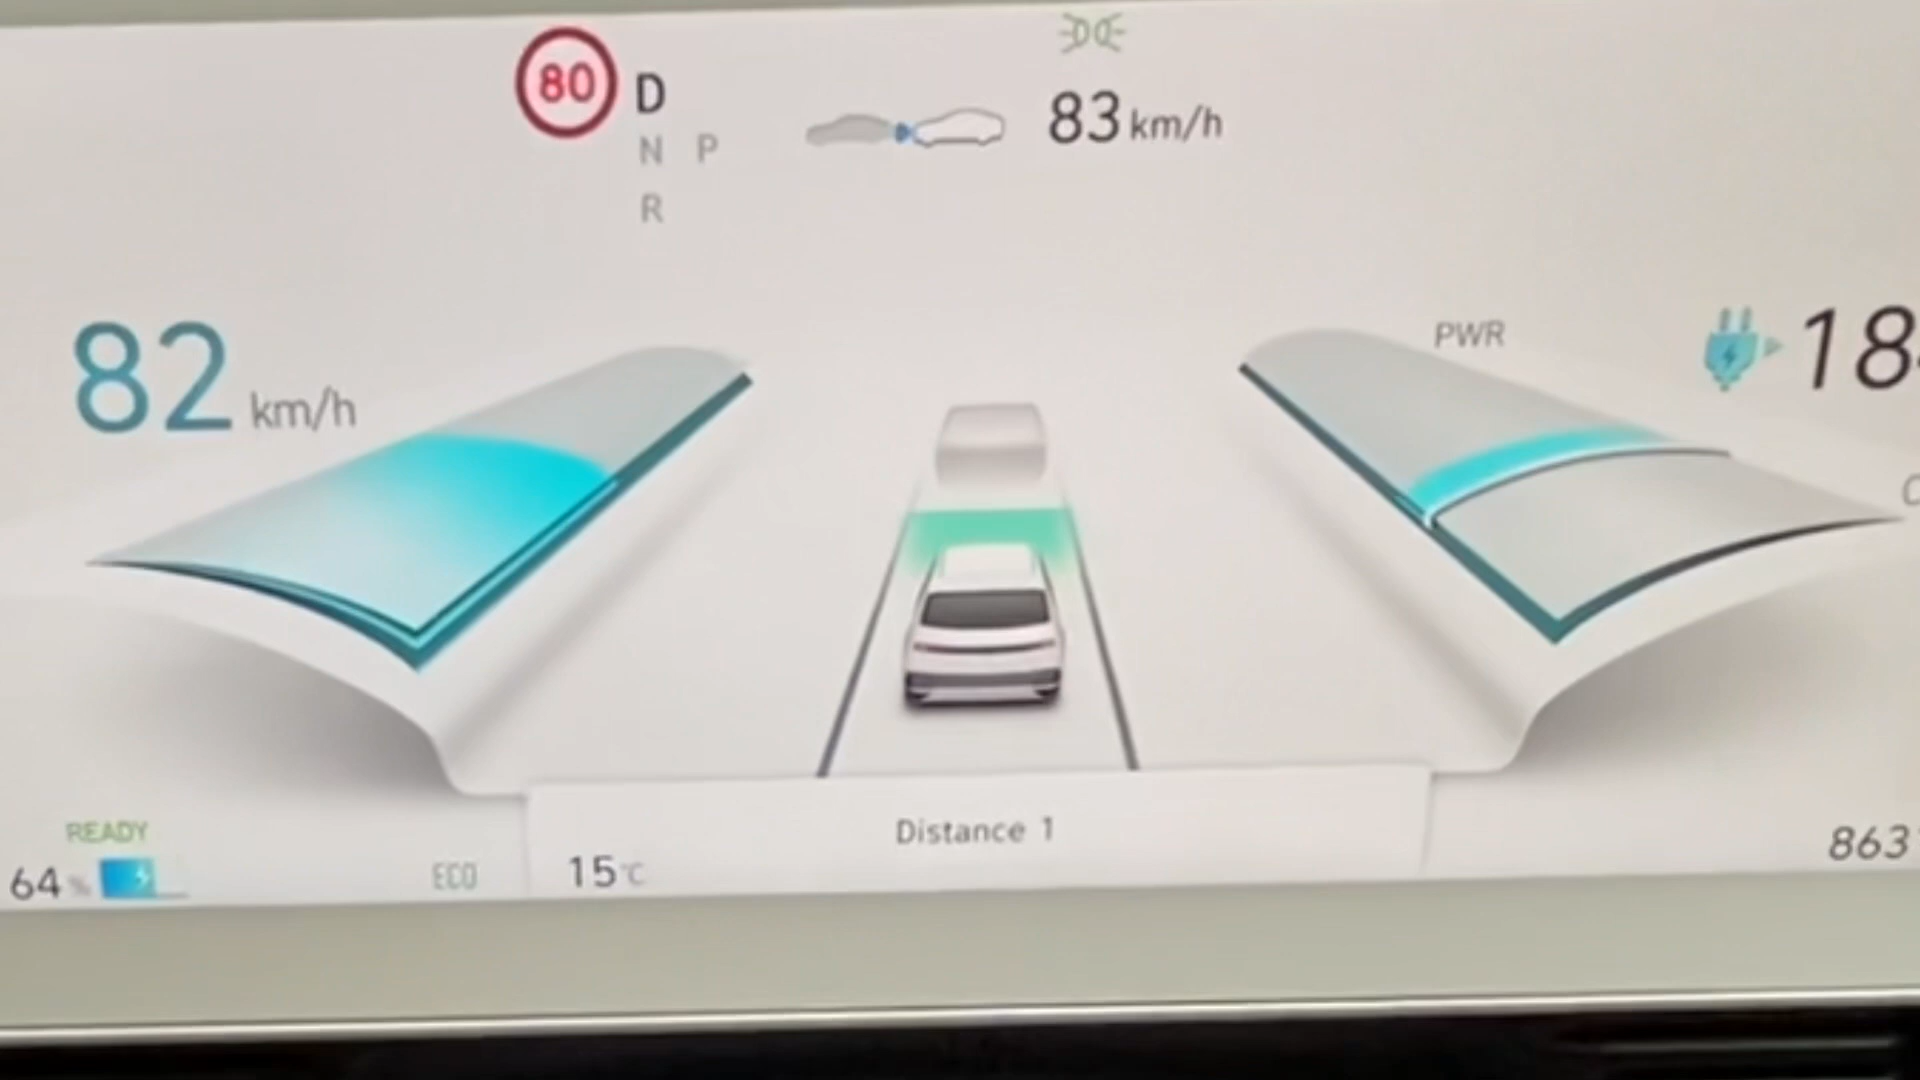 80 D
N P
R
83 km/h
82 km/h
PWR
18
READY
64 %
ECO
15 °C
Distance 1
863